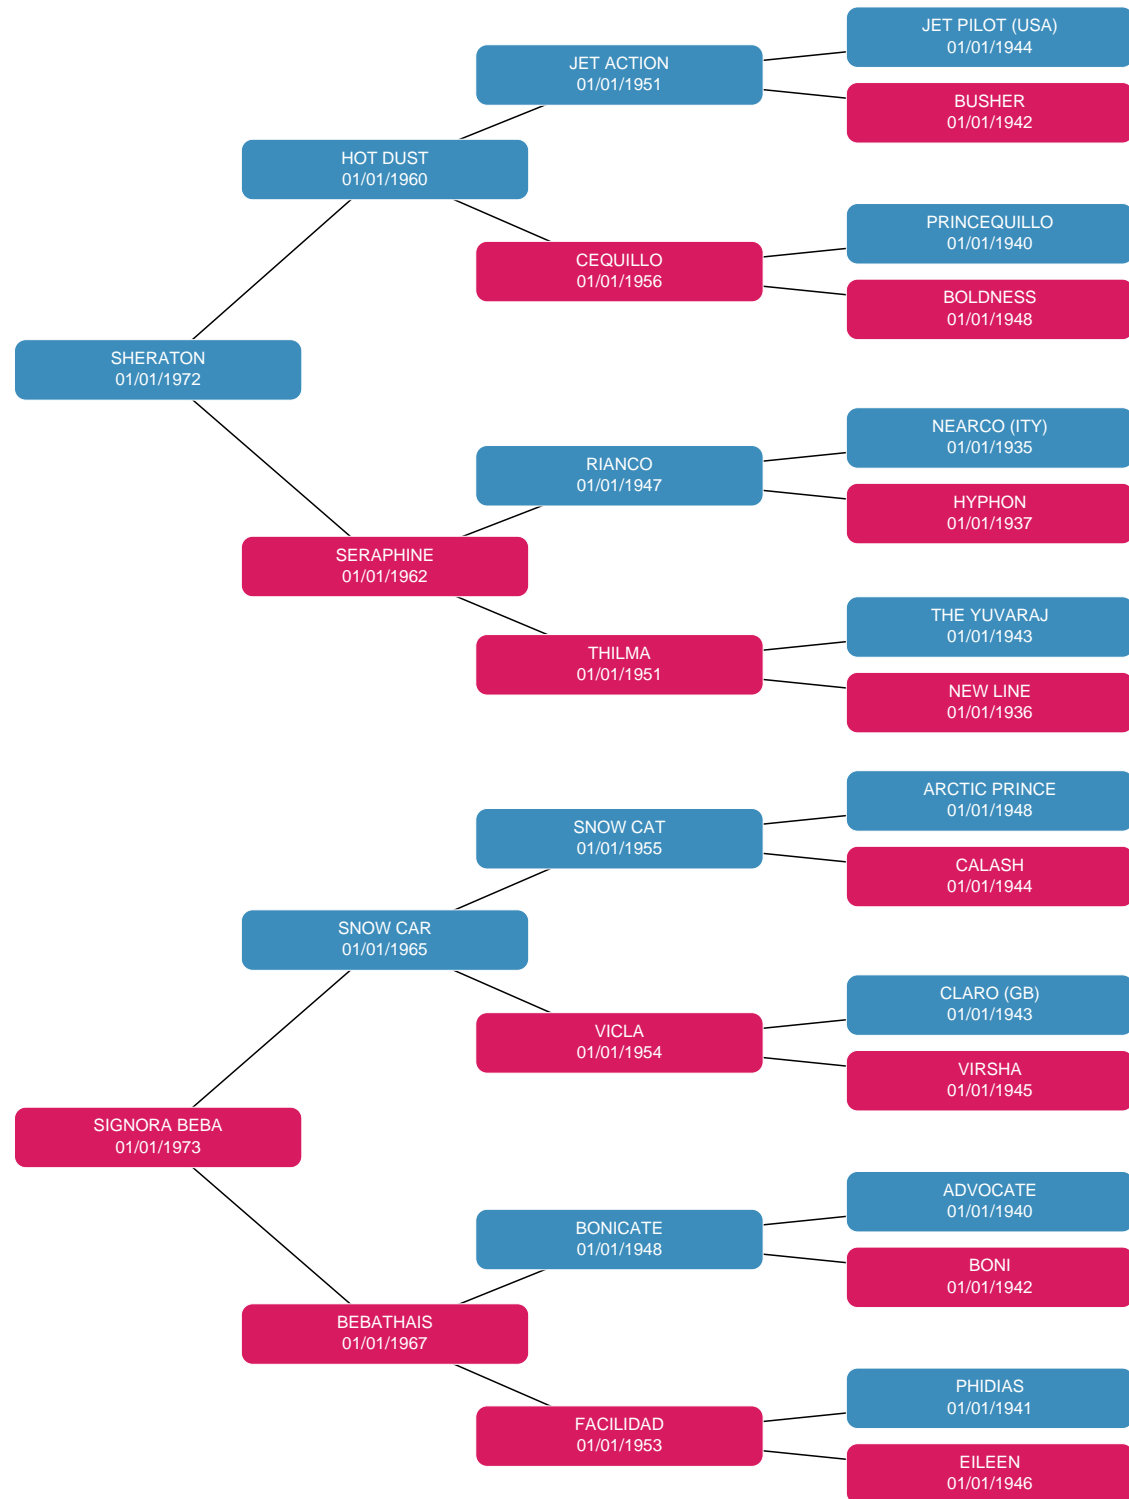 JET PILOT (USA)
01/01/1944
JET ACTION
01/01/1951
BUSHER
01/01/1942
HOT DUST
01/01/1960
PRINCEQUILLO
01/01/1940
CEQUILLO
01/01/1956
BOLDNESS
01/01/1948
SHERATON
01/01/1972
NEARCO (ITY)
01/01/1935
RIANCO
01/01/1947
HYPHON
01/01/1937
SERAPHINE
01/01/1962
THE YUVARAJ
01/01/1943
THILMA
01/01/1951
NEW LINE
01/01/1936
ARCTIC PRINCE
01/01/1948
SNOW CAT
01/01/1955
CALASH
01/01/1944
SNOW CAR
01/01/1965
CLARO (GB)
01/01/1943
VICLA
01/01/1954
VIRSHA
01/01/1945
SIGNORA BEBA
01/01/1973
ADVOCATE
01/01/1940
BONICATE
01/01/1948
BONI
01/01/1942
BEBATHAIS
01/01/1967
PHIDIAS
01/01/1941
FACILIDAD
01/01/1953
EILEEN
01/01/1946